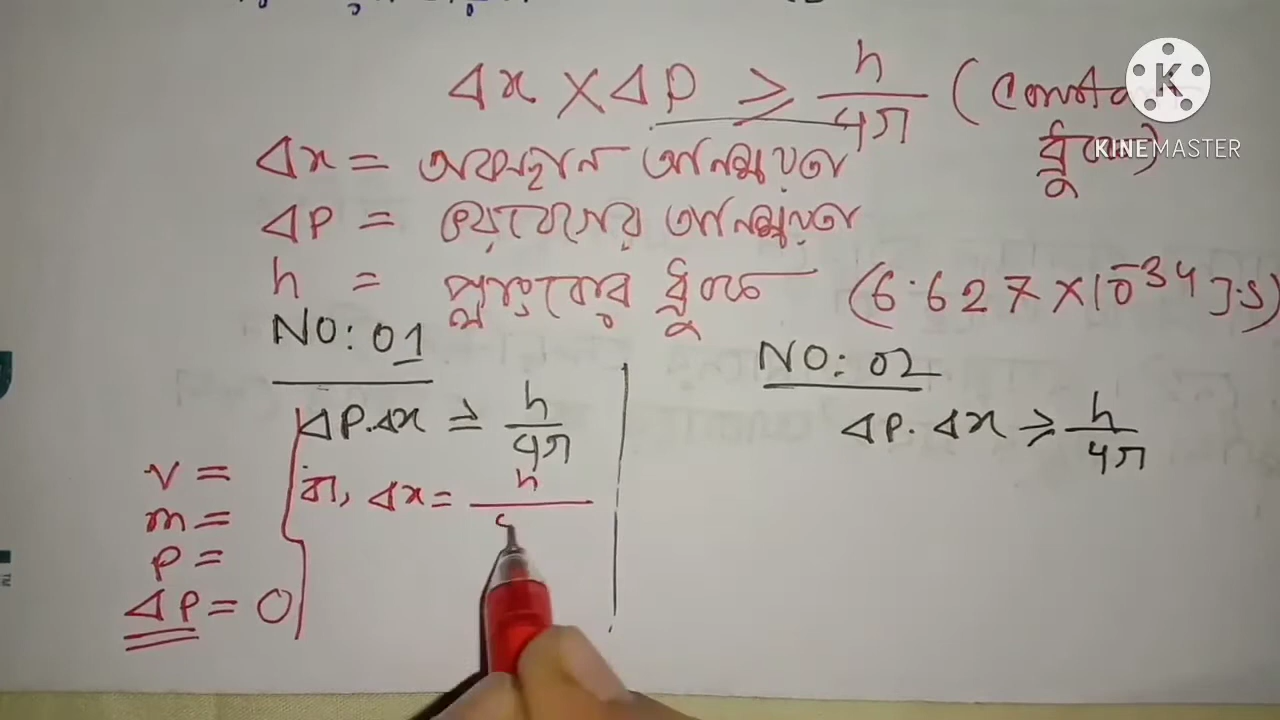 Δx × Δp ≥ h/4π (Constant
ধ্রুবক)
KINEMASTER
Δx = অবস্থান অনিশ্চয়তা
Δp = ভরবেগের অনিশ্চয়তা
h = প্লাংকের ধ্রুবক (6.627×10⁻³⁴ J.s)
NO: 01
ΔP.Δx ≥ h/4π
বা, Δx = h
v =
m =
p =
Δp = 0
NO: 02
ΔP. Δx ≥ h/4π